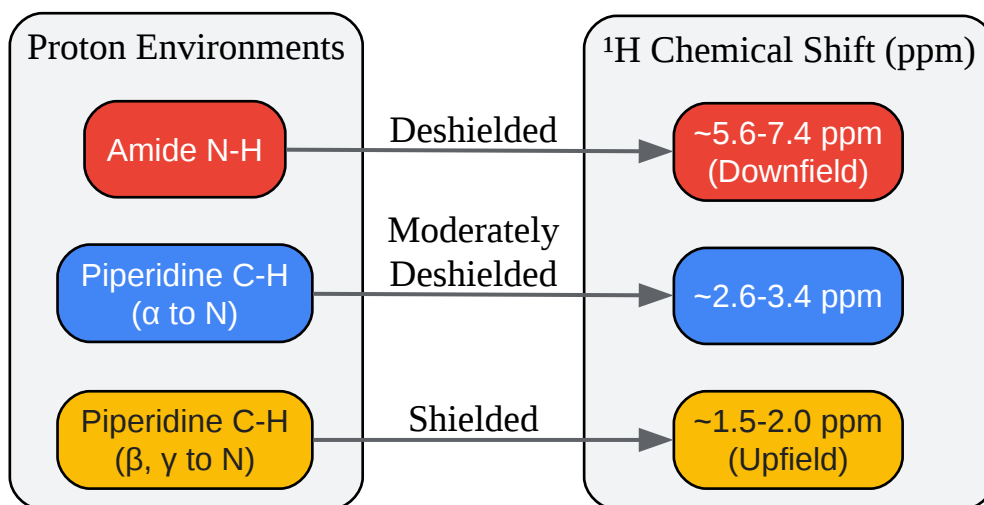 Proton Environments
¹H Chemical Shift (ppm)
Amide N-H
Deshielded
~5.6-7.4 ppm
(Downfield)
Piperidine C-H
(α to N)
Moderately
Deshielded
~2.6-3.4 ppm
Piperidine C-H
(β, γ to N)
Shielded
~1.5-2.0 ppm
(Upfield)